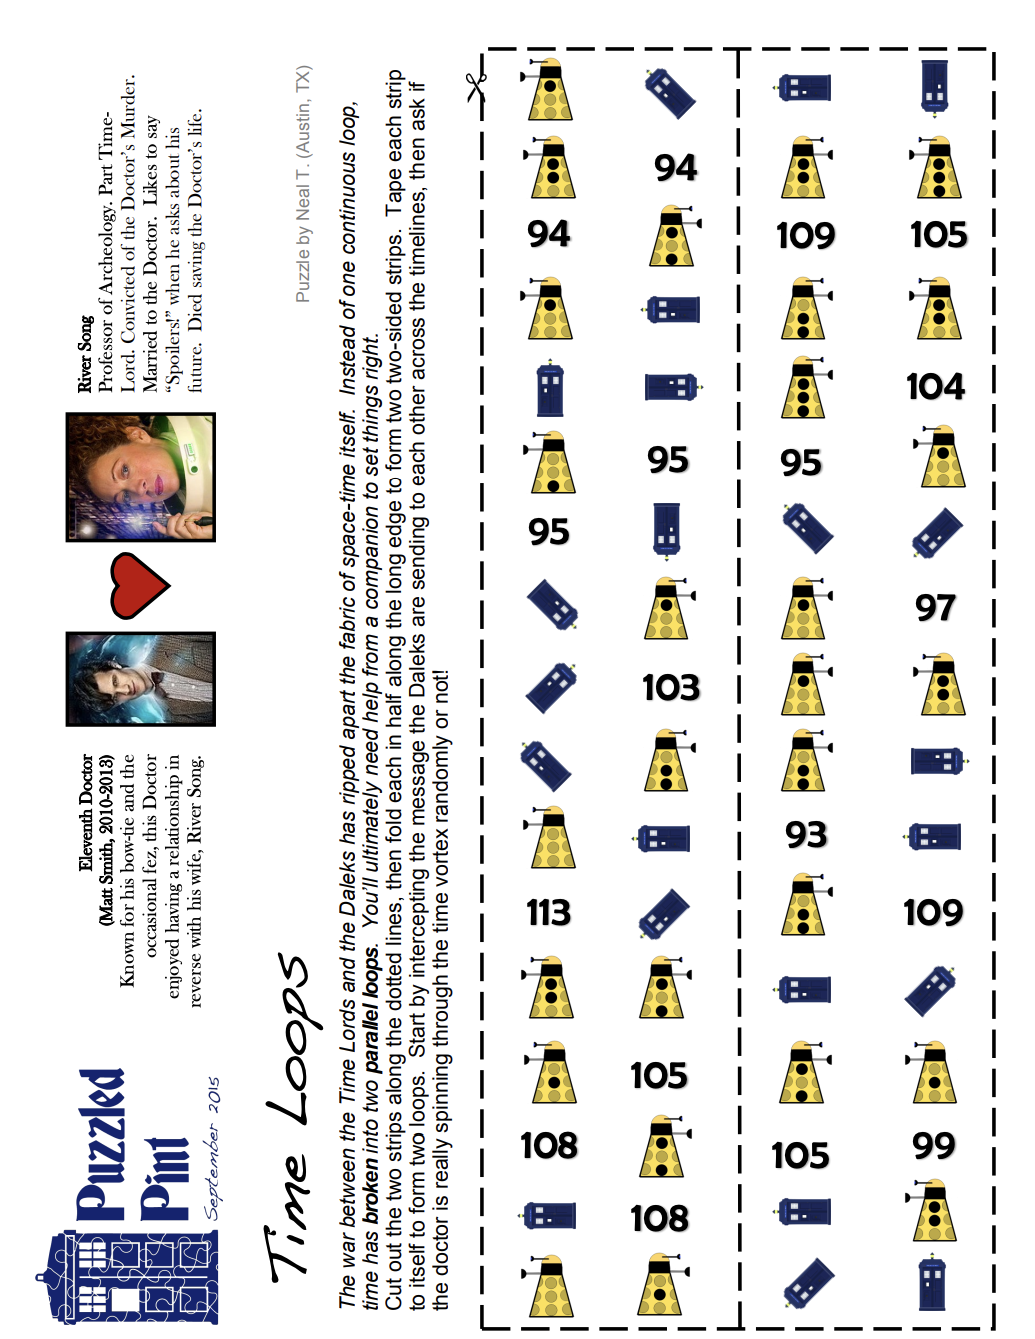 Puzzled
Pint
September 2015
Eleventh Doctor
(Matt Smith, 2010-2013)
Known for his bow-tie and the
occasional fez, this Doctor
enjoyed having a relationship in
reverse with his wife, River Song.
River Song
Professor of Archeology. Part Time-
Lord. Convicted of the Doctor's Murder.
Married to the Doctor. Likes to say
“Spoilers!” when he asks about his
future. Died saving the Doctor's life.
Time Loops
Puzzle by Neal T. (Austin, TX)
The war between the Time Lords and the Daleks has ripped apart the fabric of space-time itself. Instead of one continuous loop,
time has broken into two parallel loops. You'll ultimately need help from a companion to set things right.
Cut out the two strips along the dotted lines, then fold each in half along the long edge to form two two-sided strips. Tape each strip
to itself to form two loops. Start by intercepting the message the Daleks are sending to each other across the timelines, then ask if
the doctor is really spinning through the time vortex randomly or not!
108 113 95 94
108 105 103 95 94
105 93 95 109
99 109 97 104 105